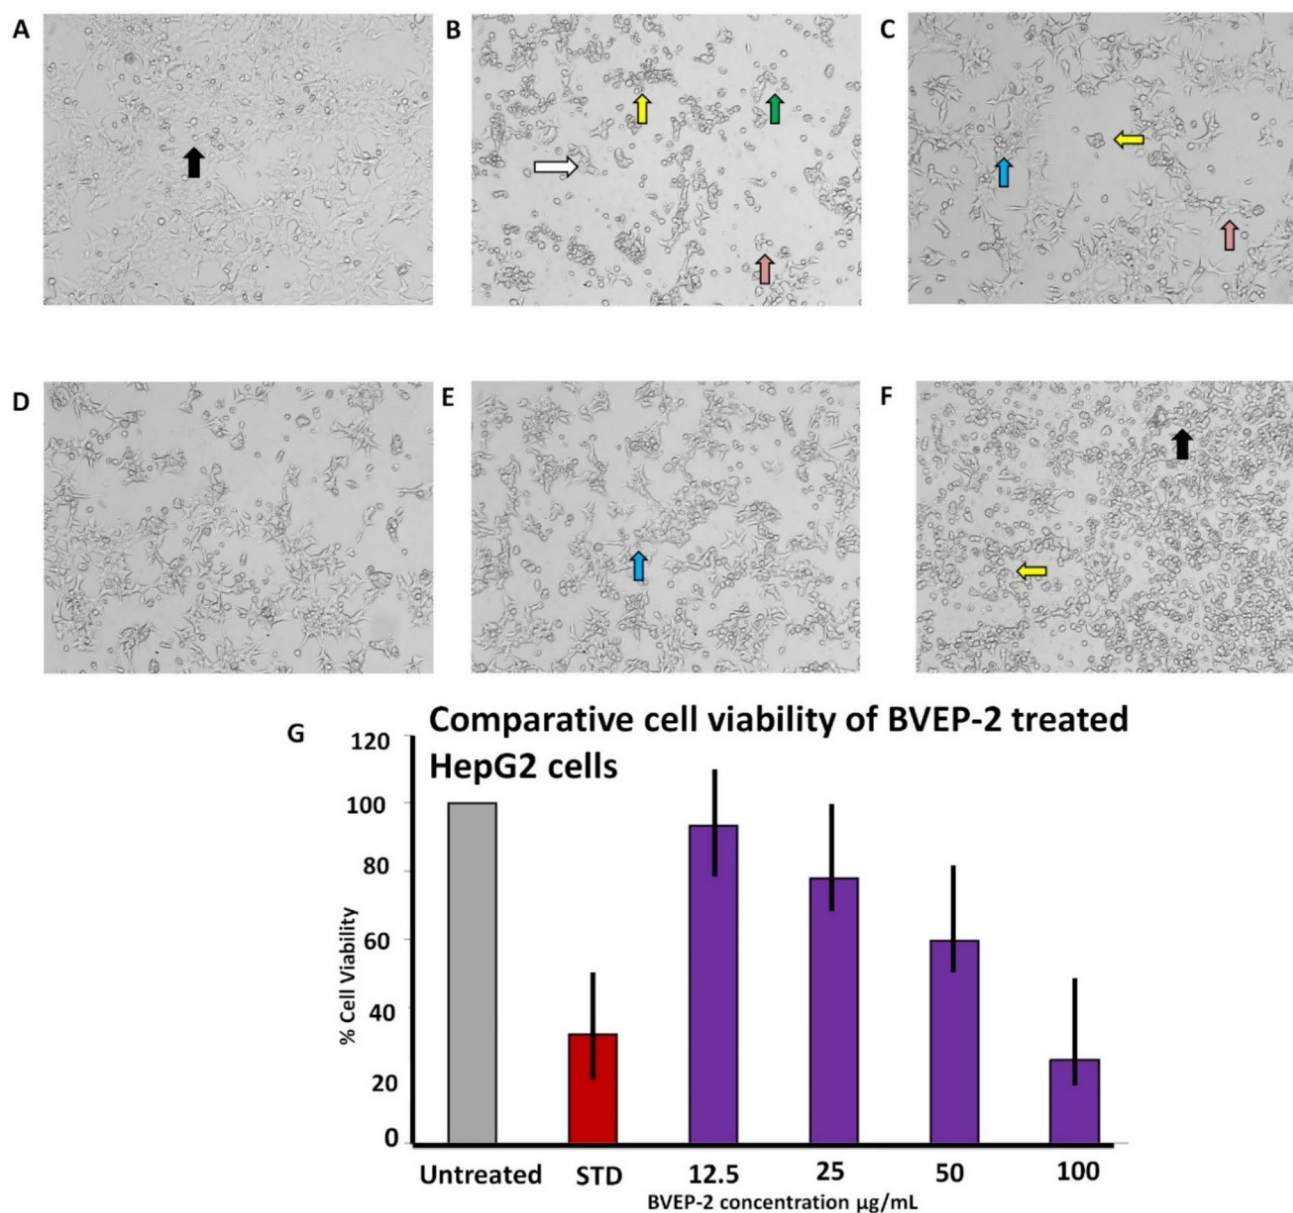 A
B
C
D
E
F
G
Comparative cell viability of BVEP-2 treated
HepG2 cells
120
100
80
60
40
20
0
% Cell Viability
Untreated
STD
12.5
25
50
100
BVEP-2 concentration µg/mL